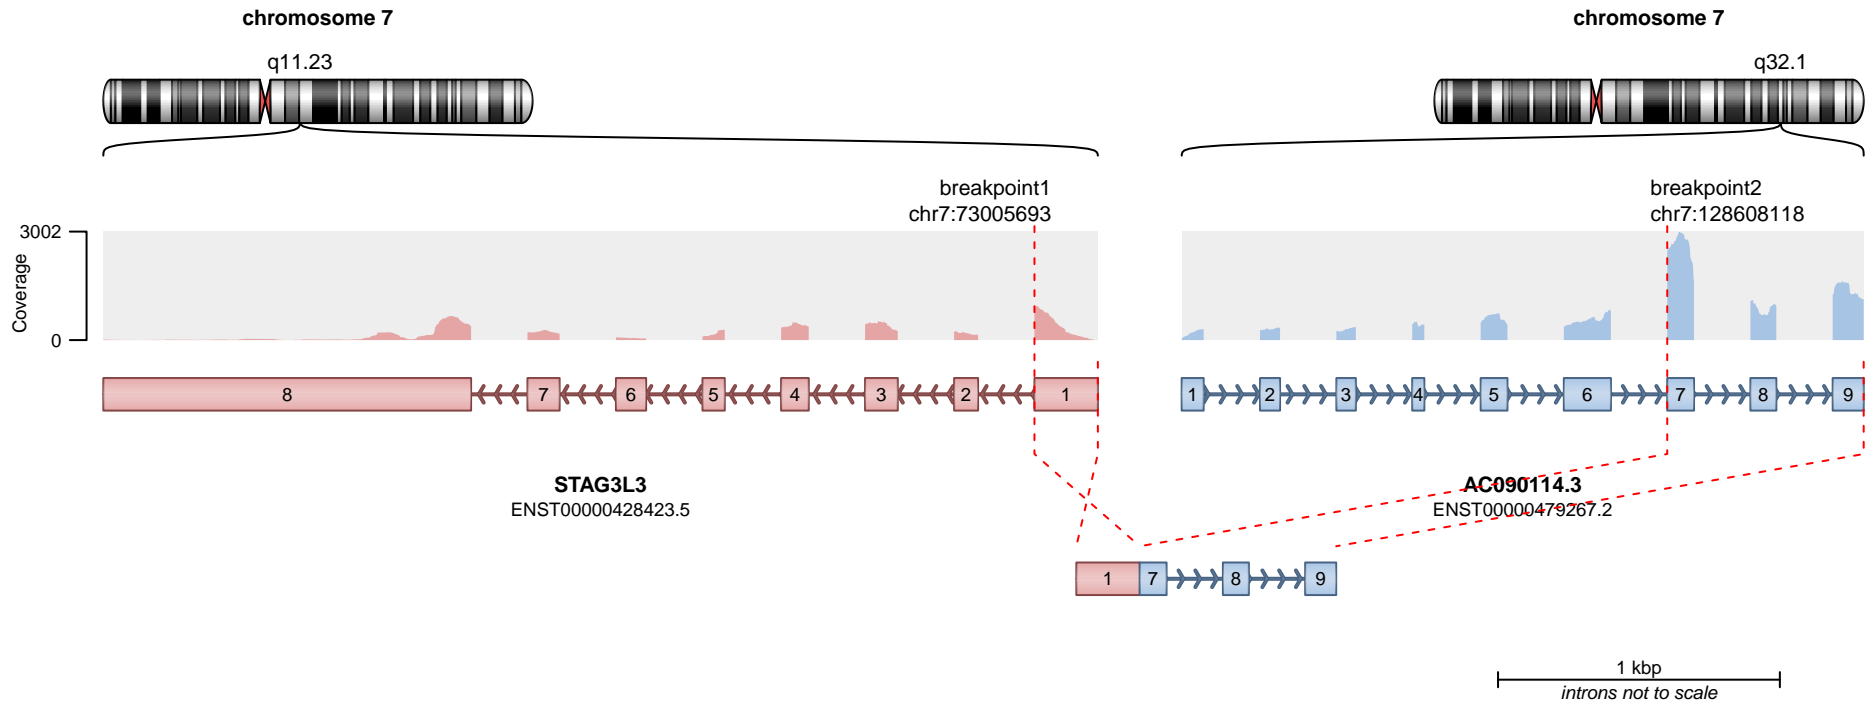 chromosome 7
chromosome 7
q11.23
q32.1
breakpoint1
chr7:73005693
breakpoint2
chr7:128608118
3002
Coverage
0
8 7 6 5 4 3 2 1
1 2 3 4 5 6 7 8 9
STAG3L3
ENST00000428423.5
AC090114.3
ENST00000479267.2
1 7 8 9
1 kbp
introns not to scale